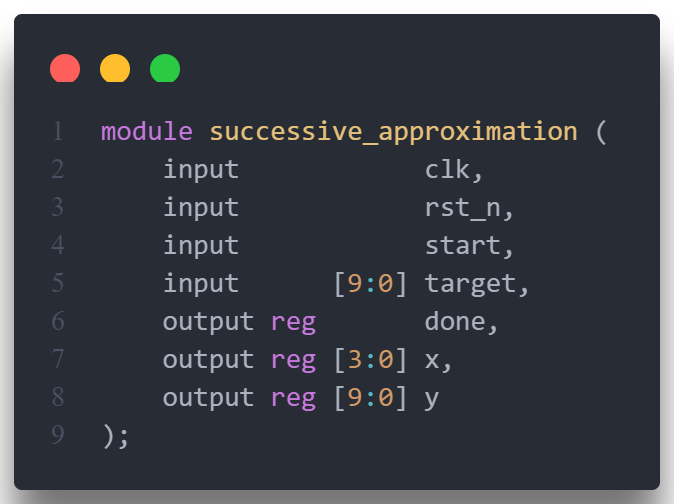 1 module successive_approximation (
2     input            clk,
3     input            rst_n,
4     input            start,
5     input      [9:0] target,
6     output reg       done,
7     output reg [3:0] x,
8     output reg [9:0] y
9 );